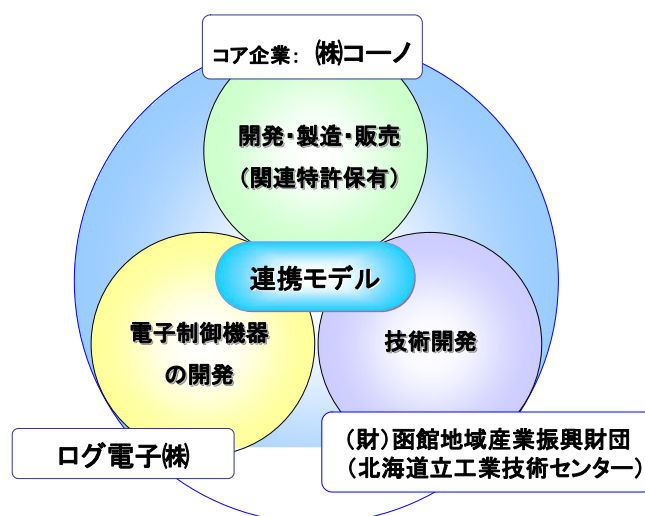 コア企業： ㈱コーノ
開発・製造・販売
（関連特許保有）
連携モデル
電子制御機器
の開発
技術開発
ログ電子㈱
（財）函館地域産業振興財団
（北海道立工業技術センター）